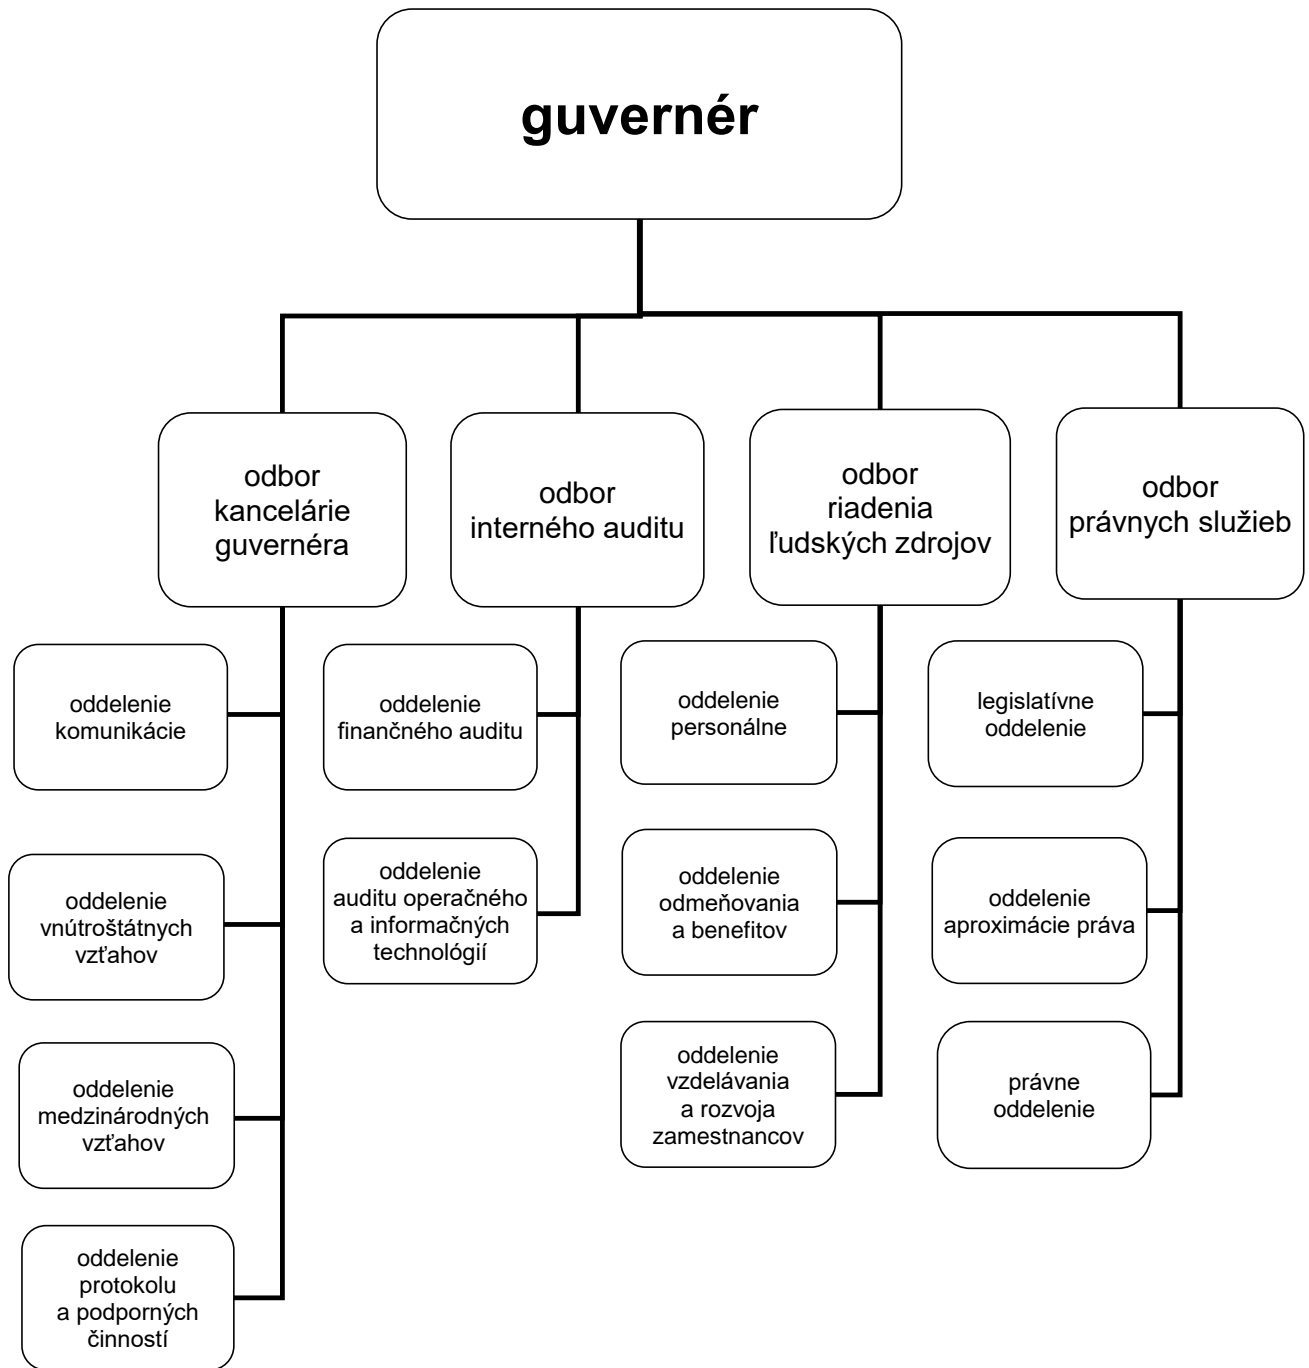 guvernér
odbor
kancelárie
guvernéra
odbor
interného auditu
odbor
riadenia
ľudských zdrojov
odbor
právnych služieb
oddelenie
komunikácie
oddelenie
vnútroštátnych
vzťahov
oddelenie
medzinárodných
vzťahov
oddelenie
protokolu
a podporných
činností
oddelenie
finančného auditu
oddelenie
auditu operačného
a informačných
technológií
oddelenie
personálne
oddelenie
odmeňovania
a benefitov
oddelenie
vzdelávania
a rozvoja
zamestnancov
legislatívne
oddelenie
oddelenie
aproximácie práva
právne
oddelenie